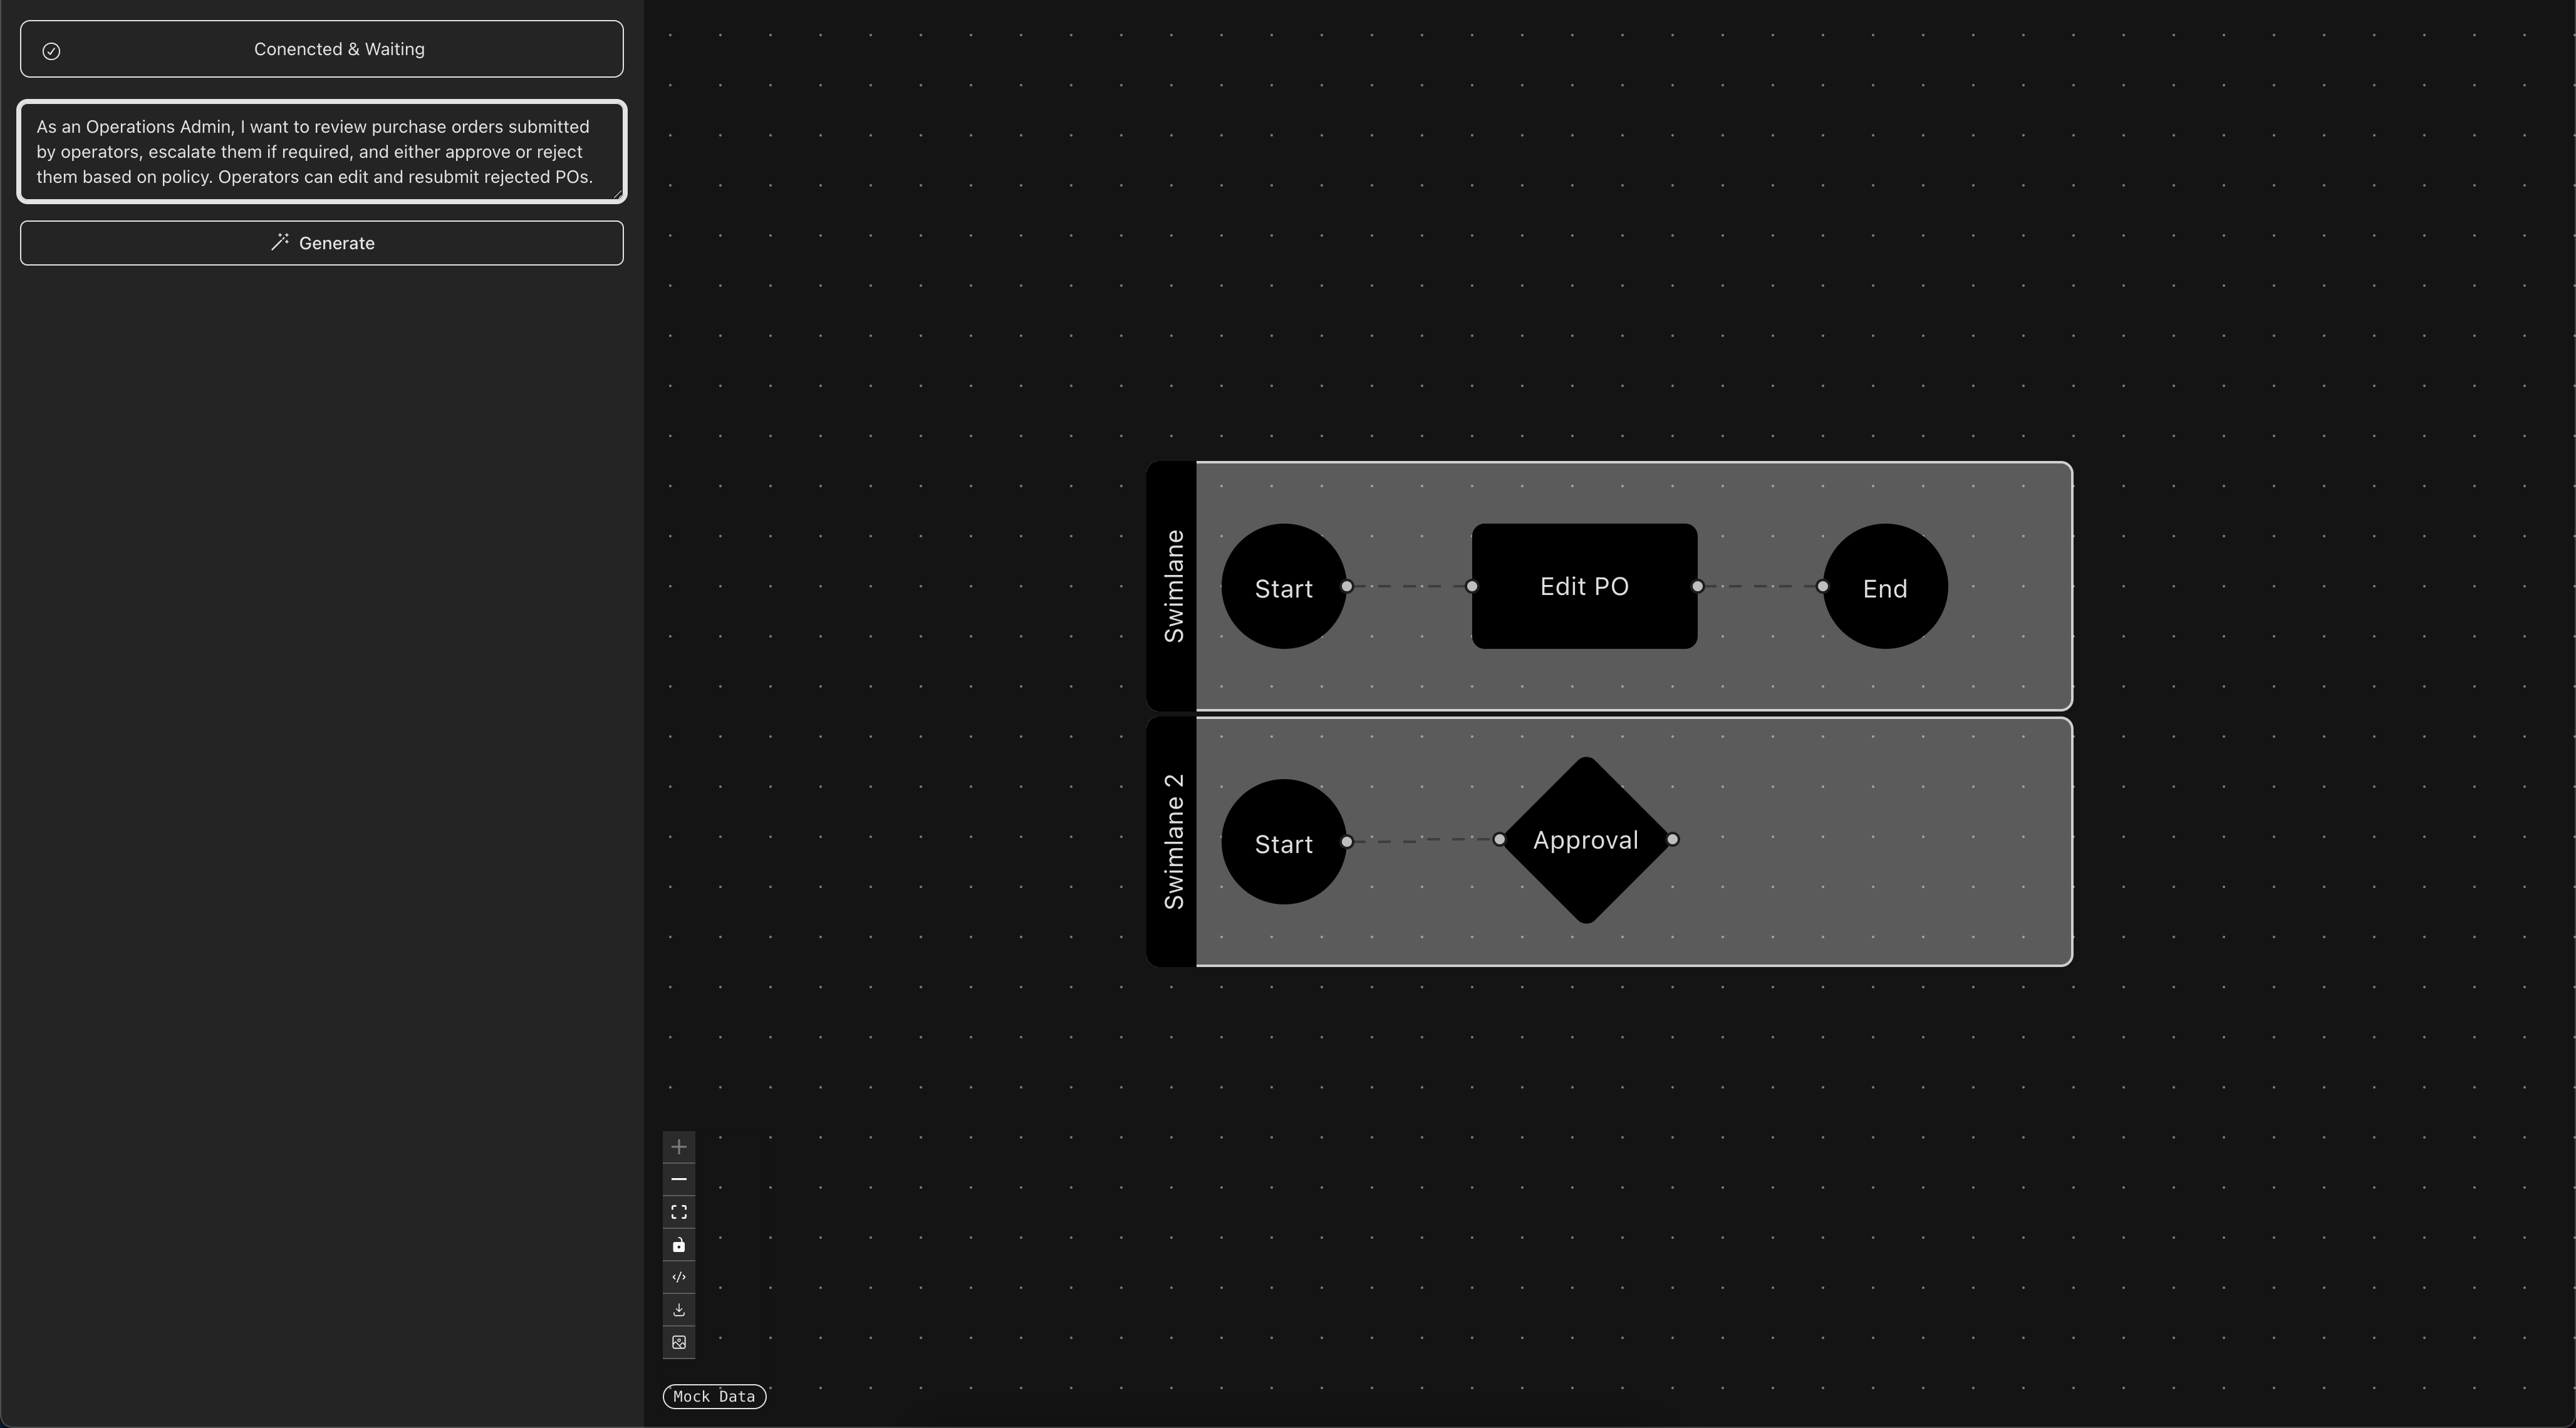 Conencted & Waiting
As an Operations Admin, I want to review purchase orders submitted
by operators, escalate them if required, and either approve or reject
them based on policy. Operators can edit and resubmit rejected POs.
Generate
Swimlane
Start
Edit PO
End
Swimlane 2
Start
Approval
Mock Data